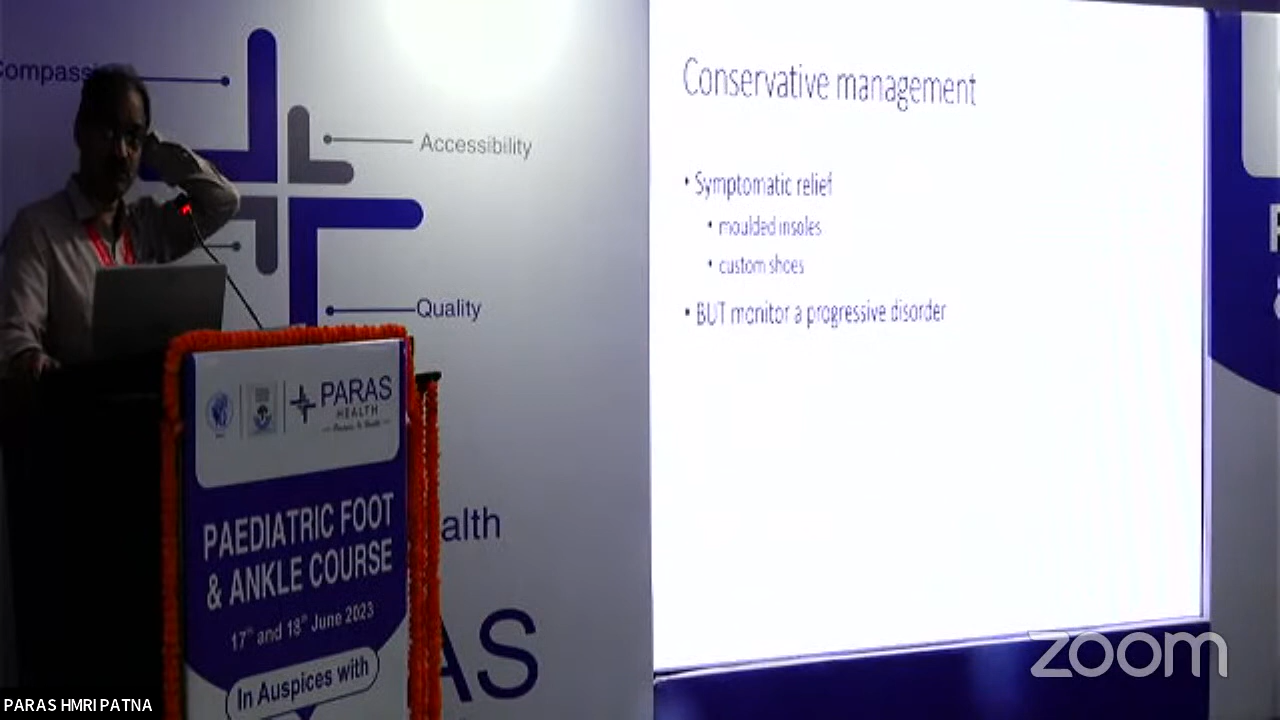 Compass
Accessibility
Quality
alth
AS
Conservative management
• Symptomatic relief
• moulded insoles
• custom shoes
• BUT monitor a progressive disorder
PARAS
HEALTH
PAEDIATRIC FOOT
& ANKLE COURSE
17th and 18th June 2023
In Auspices with
zoom
PARAS HMRI PATNA